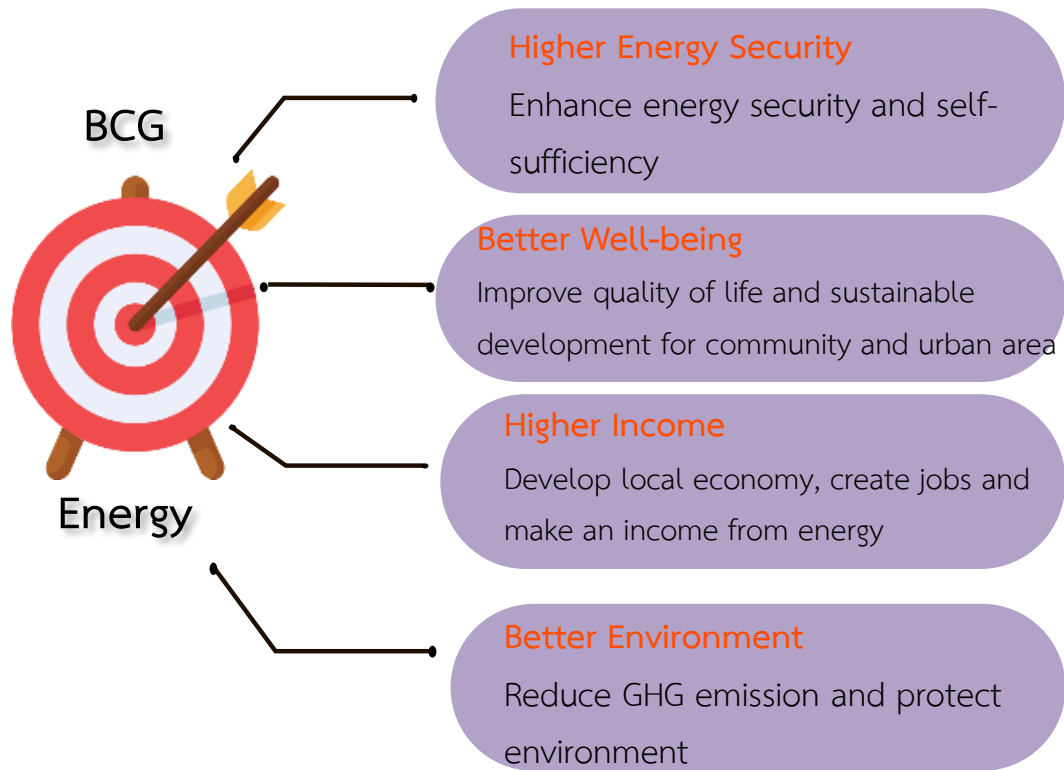 BCG
Energy
Higher Energy Security
Enhance energy security and self-
sufficiency
Better Well-being
Improve quality of life and sustainable
development for community and urban area
Higher Income
Develop local economy, create jobs and
make an income from energy
Better Environment
Reduce GHG emission and protect
environment